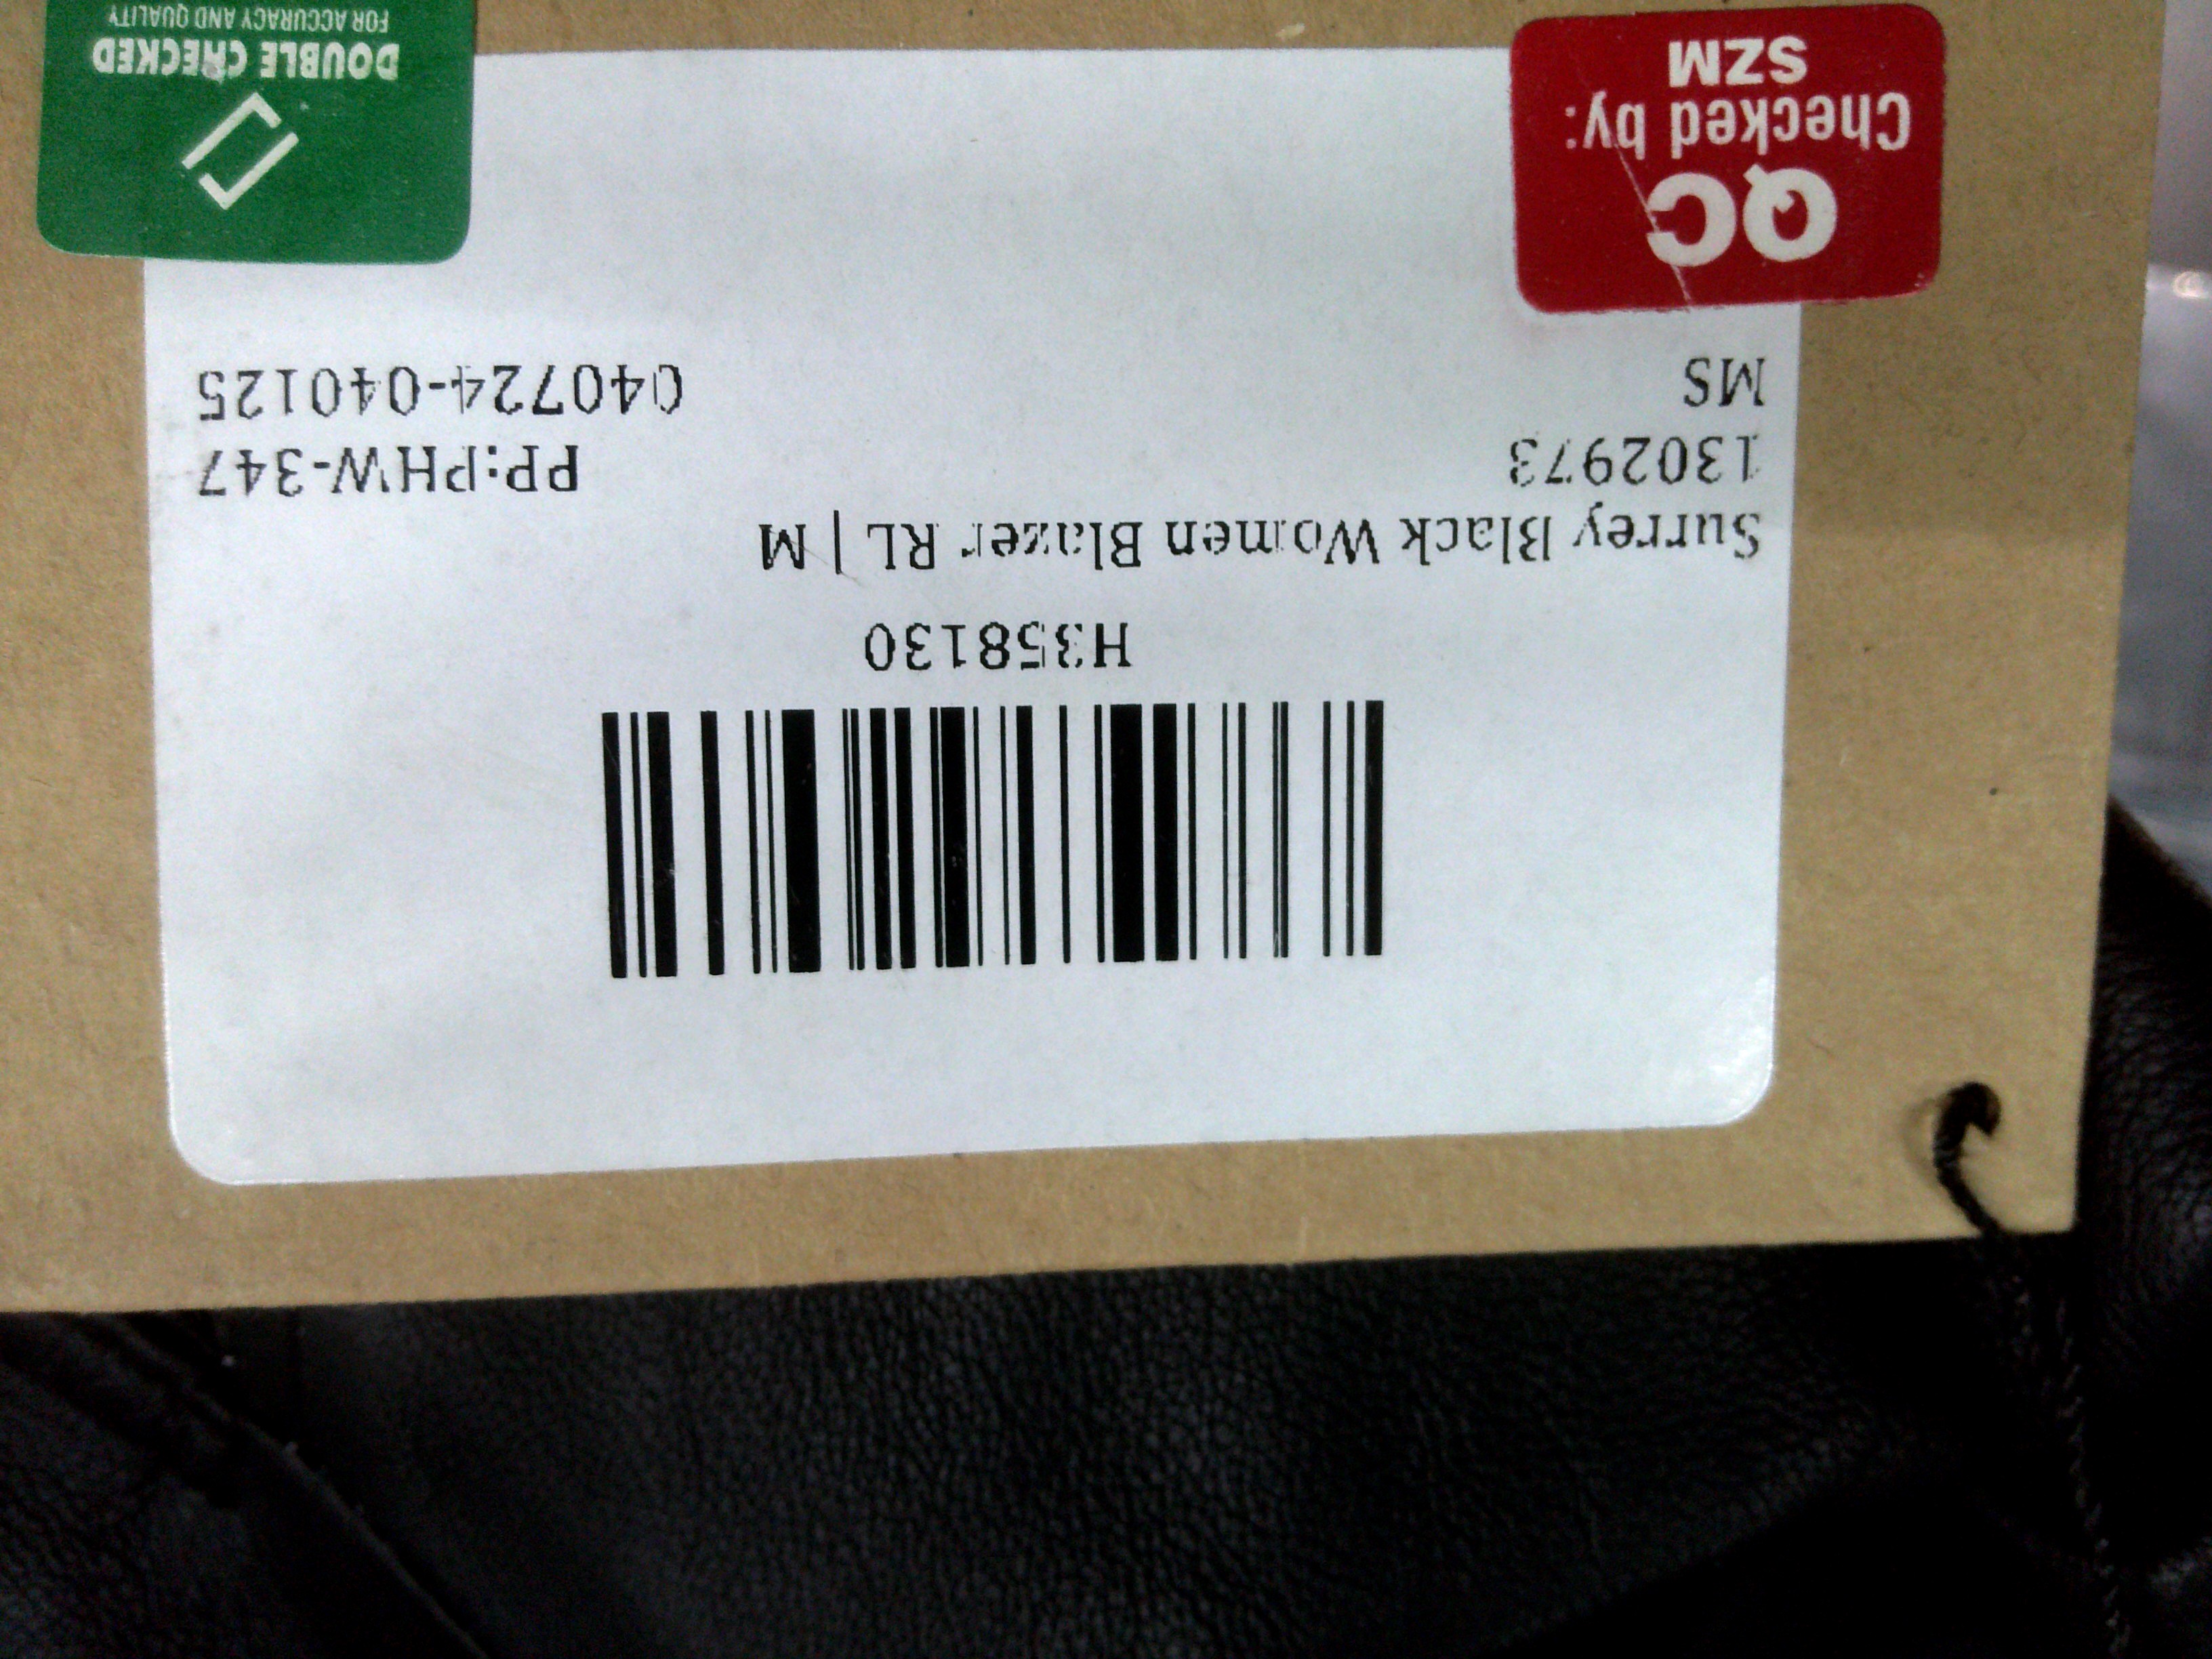 H358130
Surrey Black Women Blazer RL | M
1302973 PP:PHW-347
MS 040724-040125
QC
Checked by:
SZM
DOUBLE CHECKED
FOR ACCURACY AND QUALITY